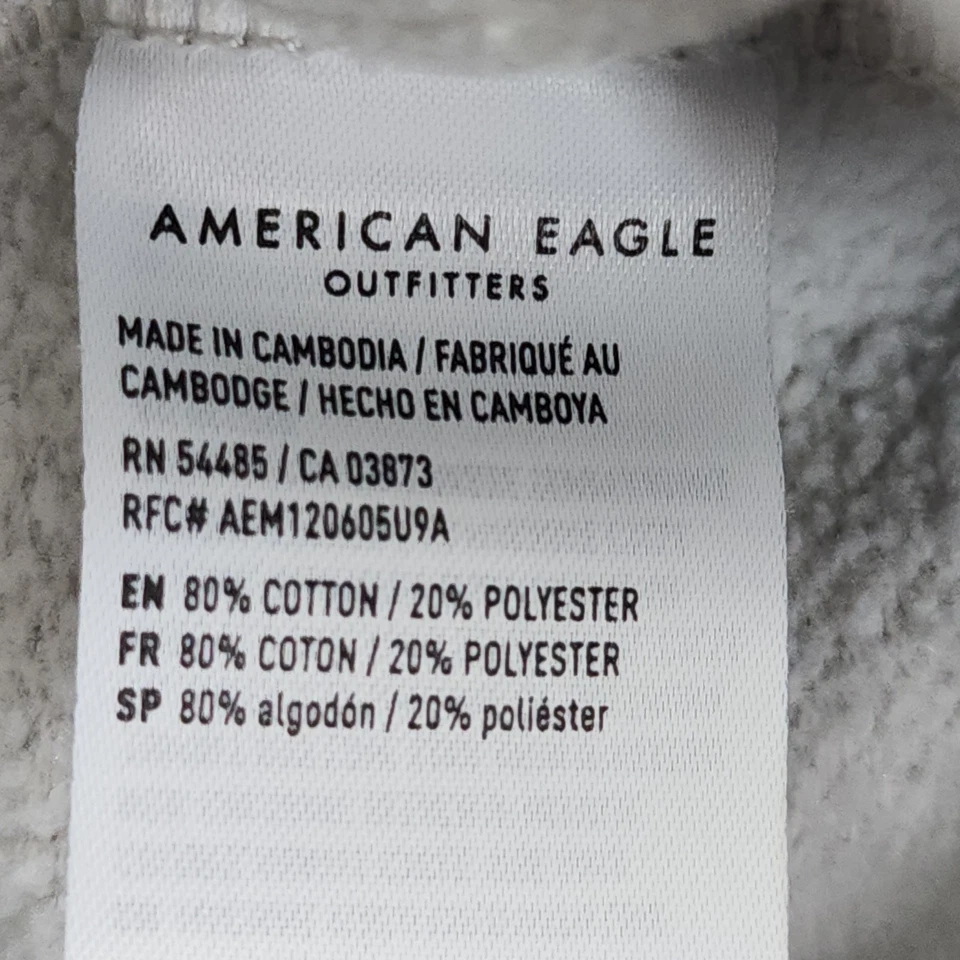 AMERICAN EAGLE
OUTFITTERS
MADE IN CAMBODIA / FABRIQUÉ AU
CAMBODGE / HECHO EN CAMBOYA
RN 54485 / CA 03873
RFC# AEM120605U9A
EN 80% COTTON / 20% POLYESTER
FR 80% COTON / 20% POLYESTER
SP 80% algodón / 20% poliéster